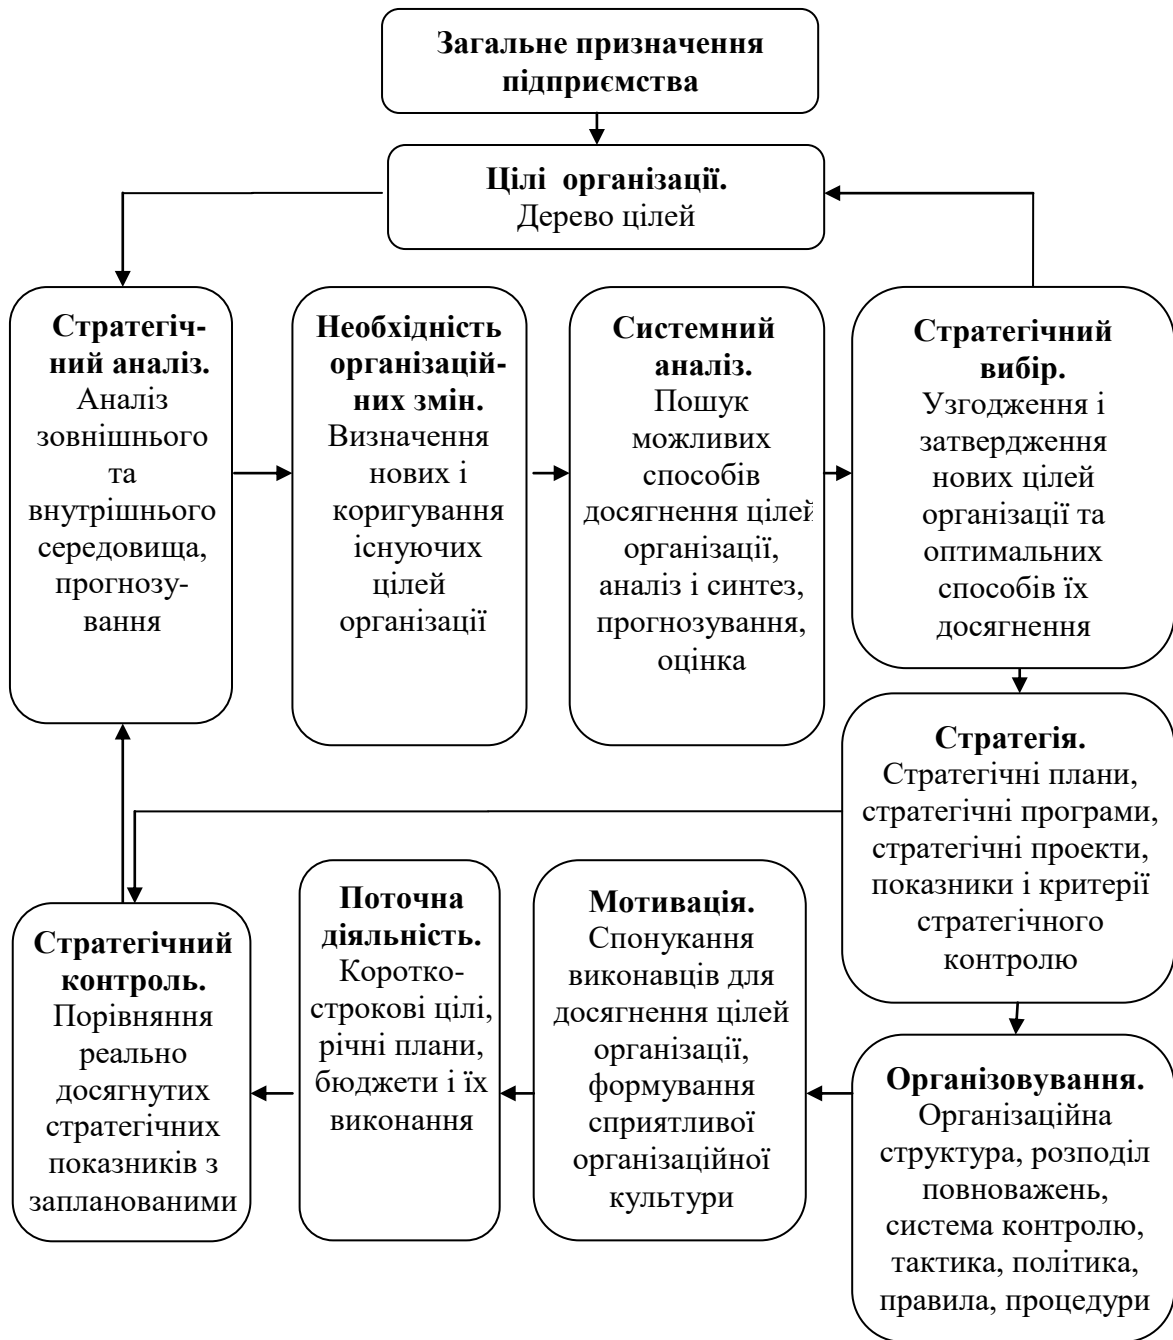 Загальне призначення
підприємства
Цілі організації.
Дерево цілей
Стратегіч-
ний аналіз.
Аналіз
зовнішнього
та
внутрішнього
середовища,
прогнозу-
вання
Необхідність
організацій-
них змін.
Визначення
нових і
коригування
існуючих
цілей
організації
Системний
аналіз.
Пошук
можливих
способів
досягнення цілей
організації,
аналіз і синтез,
прогнозування,
оцінка
Стратегічний
вибір.
Узгодження і
затвердження
нових цілей
організації та
оптимальних
способів їх
досягнення
Стратегія.
Стратегічні плани,
стратегічні програми,
стратегічні проекти,
показники і критерії
стратегічного
контролю
Організовування.
Організаційна
структура, розподіл
повноважень,
система контролю,
тактика, політика,
правила, процедури
Мотивація.
Спонукання
виконавців для
досягнення цілей
організації,
формування
сприятливої
організаційної
культури
Поточна
діяльність.
Коротко-
строкові цілі,
річні плани,
бюджети і їх
виконання
Стратегічний
контроль.
Порівняння
реально
досягнутих
стратегічних
показників з
запланованими